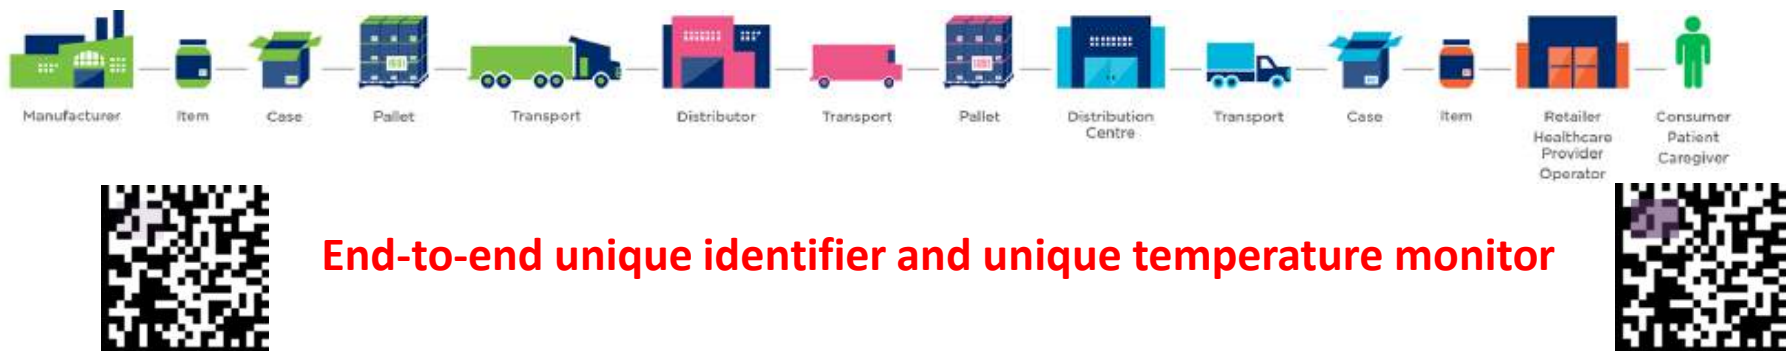 Manufacturer
Item
Case
Pallet
Transport
Distributor
Transport
Pallet
Distribution
Centre
Transport
Case
Item
Retailer
Healthcare
Provider
Operator
Consumer
Patient
Caregiver
End-to-end unique identifier and unique temperature monitor